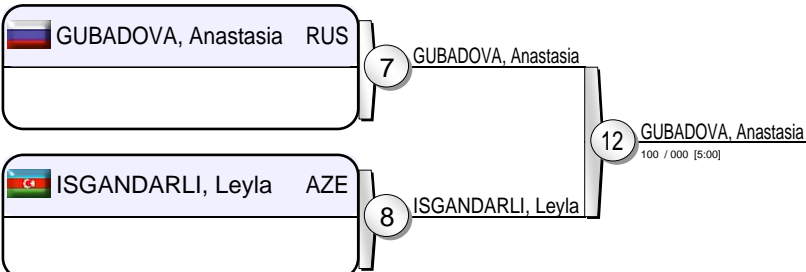 GUBADOVA, Anastasia RUS
7
GUBADOVA, Anastasia
12
GUBADOVA, Anastasia
100 / 000 [5:00]
ISGANDARLI, Leyla AZE
8
ISGANDARLI, Leyla